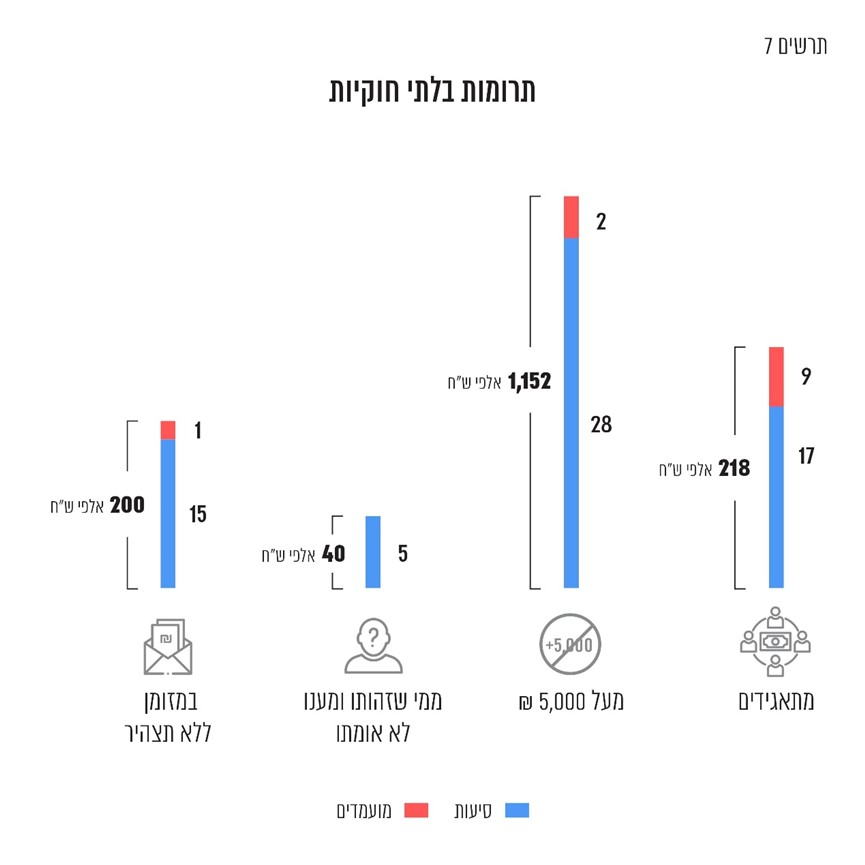 תרשים 7
תרומות בלתי חוקיות
9
17
218 אלפי ש"ח
מתאגידים
2
28
1,152 אלפי ש"ח
+5,000
מעל 5,000 ₪
5
40 אלפי ש"ח
?
ממי שזהותו ומענו
לא אומתו
1
15
200 אלפי ש"ח
₪
במזומן
ללא תצהיר
סיעות
מועמדים